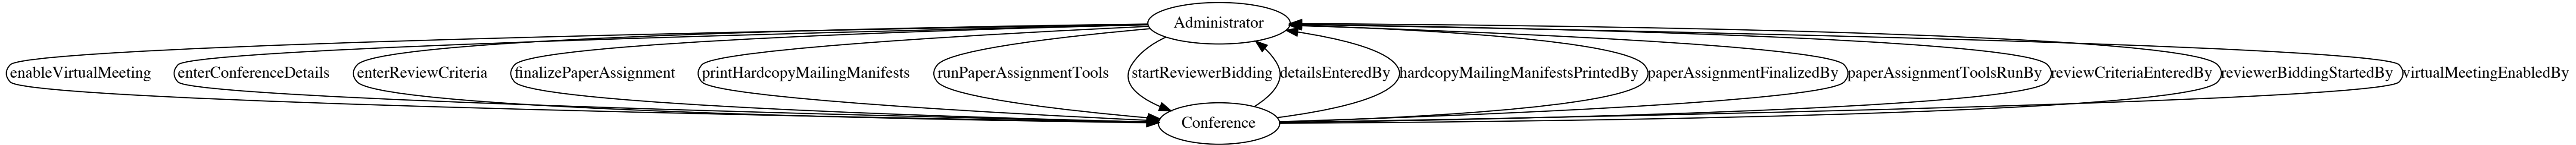 Administrator
enableVirtualMeeting
enterConferenceDetails
enterReviewCriteria
finalizePaperAssignment
printHardcopyMailingManifests
runPaperAssignmentTools
startReviewerBidding
detailsEnteredBy
hardcopyMailingManifestsPrintedBy
paperAssignmentFinalizedBy
paperAssignmentToolsRunBy
reviewCriteriaEnteredBy
reviewerBiddingStartedBy
virtualMeetingEnabledBy
Conference